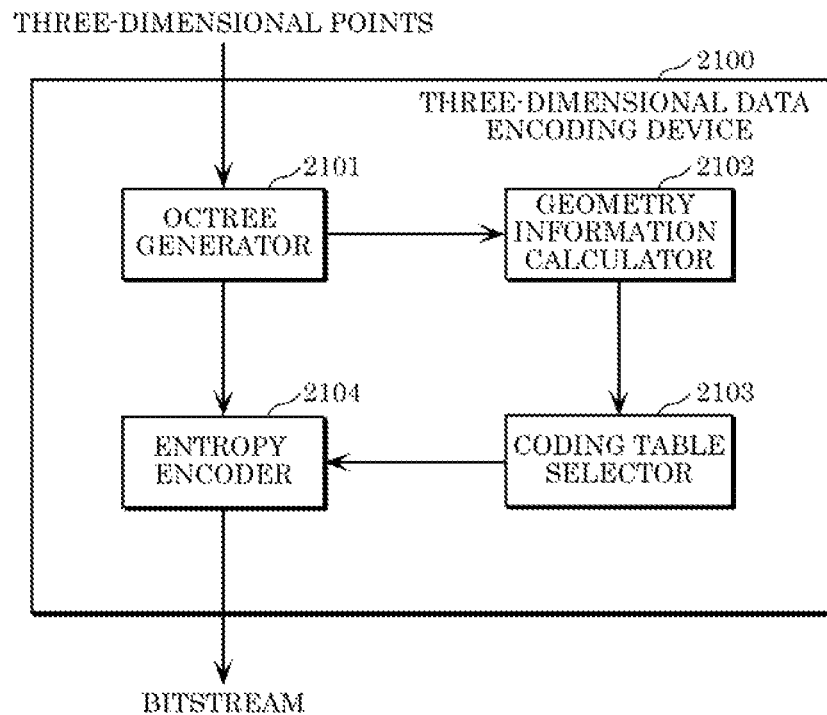 THREE-DIMENSIONAL POINTS
2100
THREE-DIMENSIONAL DATA
ENCODING DEVICE
2101
OCTREE
GENERATOR
2102
GEOMETRY
INFORMATION
CALCULATOR
2104
ENTROPY
ENCODER
2103
CODING TABLE
SELECTOR
BITSTREAM